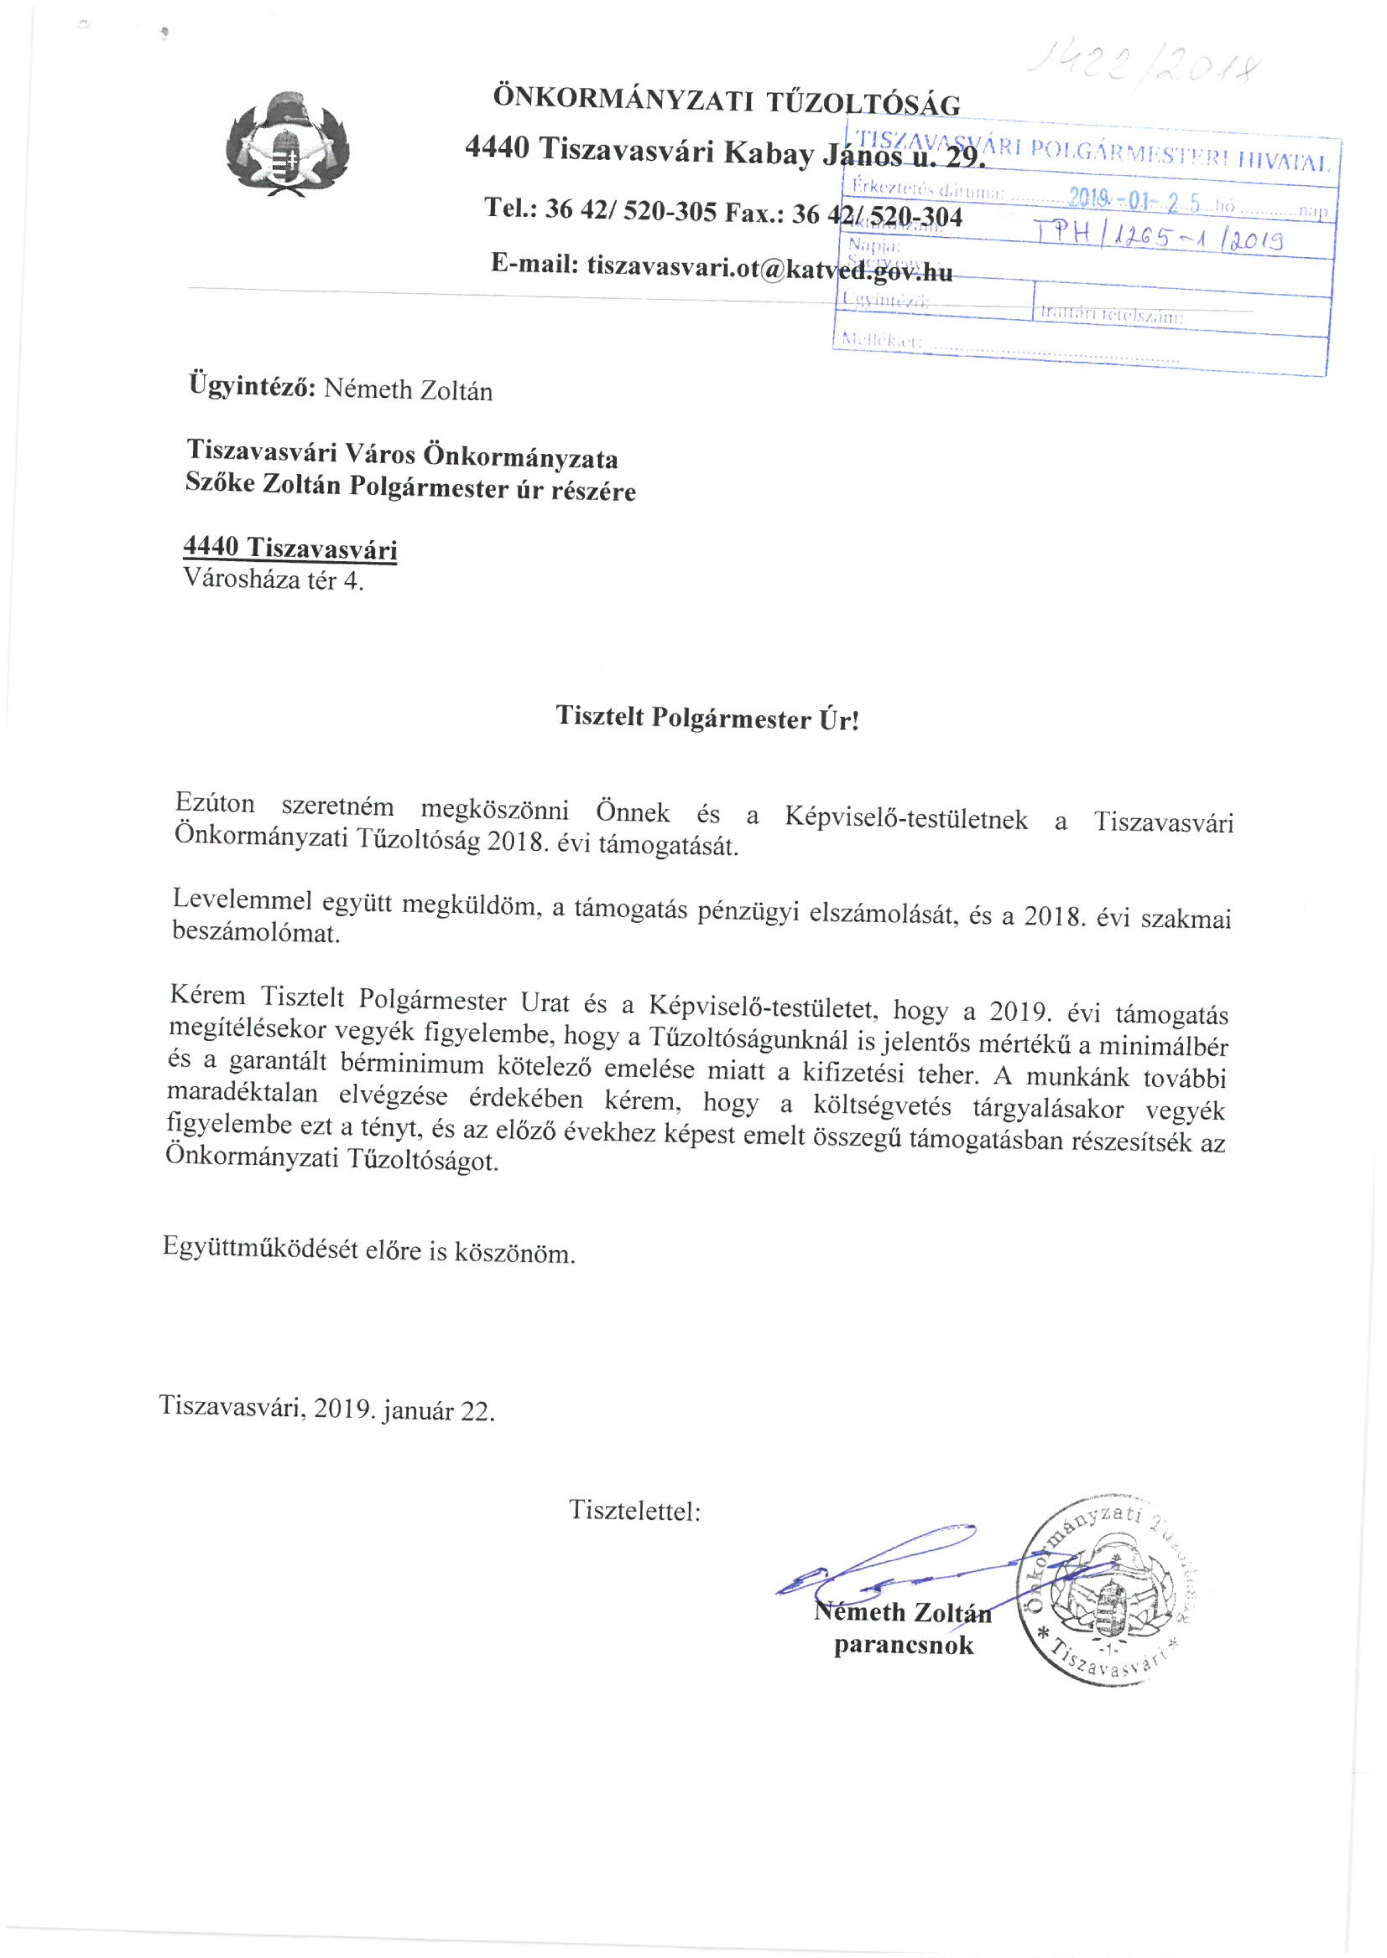 1422/2018
ÖNKORMÁNYZATI TŰZOLTÓSÁG
4440 Tiszavasvári Kabay János u. 29.
Tel.: 36 42/ 520-305 Fax.: 36 42/ 520-304
E-mail: tiszavasvari.ot@katved.gov.hu
TISZAVASVÁRI POLGÁRMESTERI HIVATAL
Érkeztetés dátuma: 2019 -01- 25 hó nap
TPH/1265-1/2019
Napja:
Ügyintéző: Irattári tételszám:
Melléklet:
Ügyintéző: Németh Zoltán
Tiszavasvári Város Önkormányzata
Szőke Zoltán Polgármester úr részére
4440 Tiszavasvári
Városháza tér 4.
Tisztelt Polgármester Úr!
Ezúton szeretném megköszönni Önnek és a Képviselő-testületnek a Tiszavasvári
Önkormányzati Tűzoltóság 2018. évi támogatását.
Levelemmel együtt megküldöm, a támogatás pénzügyi elszámolását, és a 2018. évi szakmai
beszámolómat.
Kérem Tisztelt Polgármester Urat és a Képviselő-testületet, hogy a 2019. évi támogatás
megítélésekor vegyék figyelembe, hogy a Tűzoltóságunknál is jelentős mértékű a minimálbér
és a garantált bérminimum kötelező emelése miatt a kifizetési teher. A munkánk további
maradéktalan elvégzése érdekében kérem, hogy a költségvetés tárgyalásakor vegyék
figyelembe ezt a tényt, és az előző évekhez képest emelt összegű támogatásban részesítsék az
Önkormányzati Tűzoltóságot.
Együttműködését előre is köszönöm.
Tiszavasvári, 2019. január 22.
Tisztelettel:
Németh Zoltán
parancsnok
Önkormányzati Tűzoltóság
* Tiszavasvári *
-1-